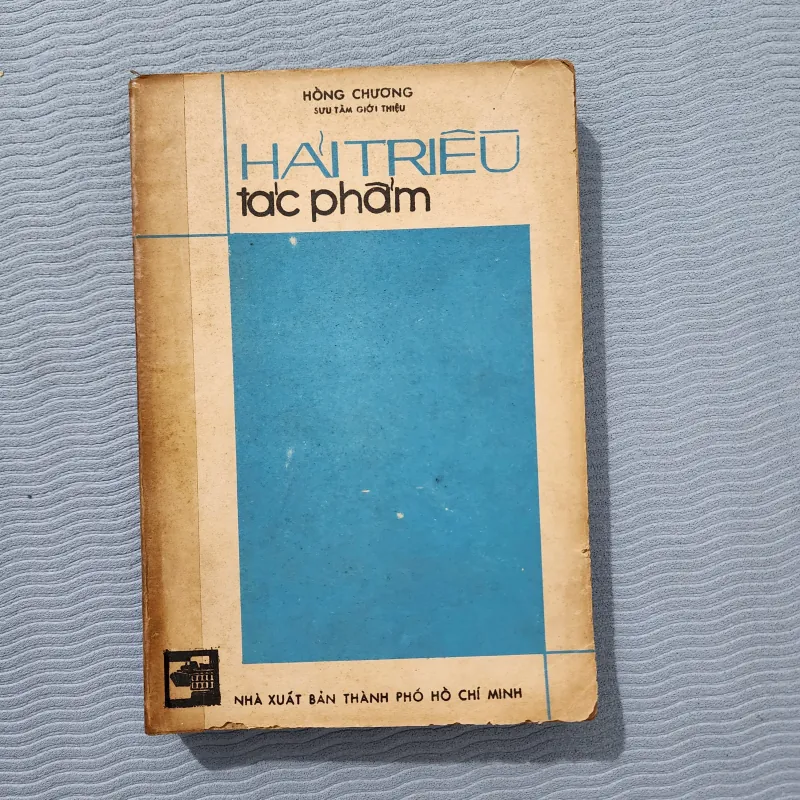 HỒNG CHƯƠNG
SƯU TẦM GIỚI THIỆU
HẢI TRIỀU
tác phẩm
NHÀ XUẤT BẢN THÀNH PHỐ HỒ CHÍ MINH